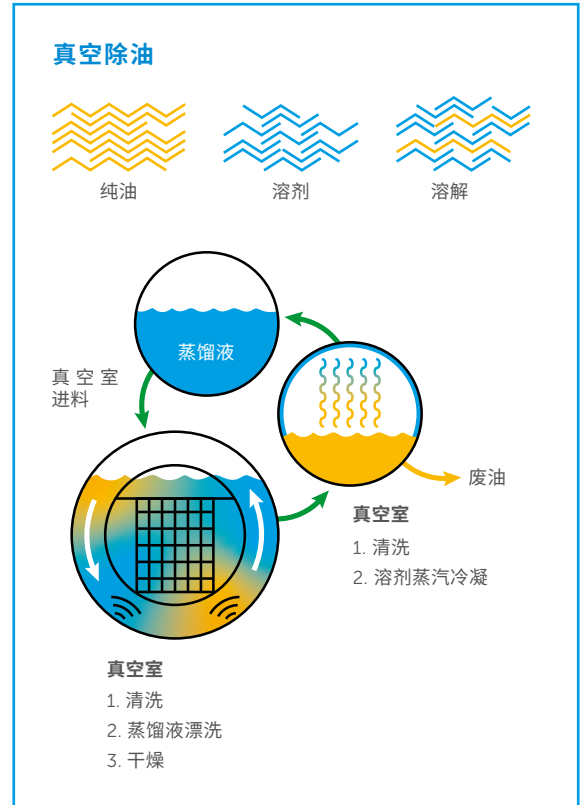 真空除油
纯油
溶剂
溶解
蒸馏液
真 空 室
进料
废油
真空室
1. 清洗
2. 溶剂蒸汽冷凝
真空室
1. 清洗
2. 蒸馏液漂洗
3. 干燥